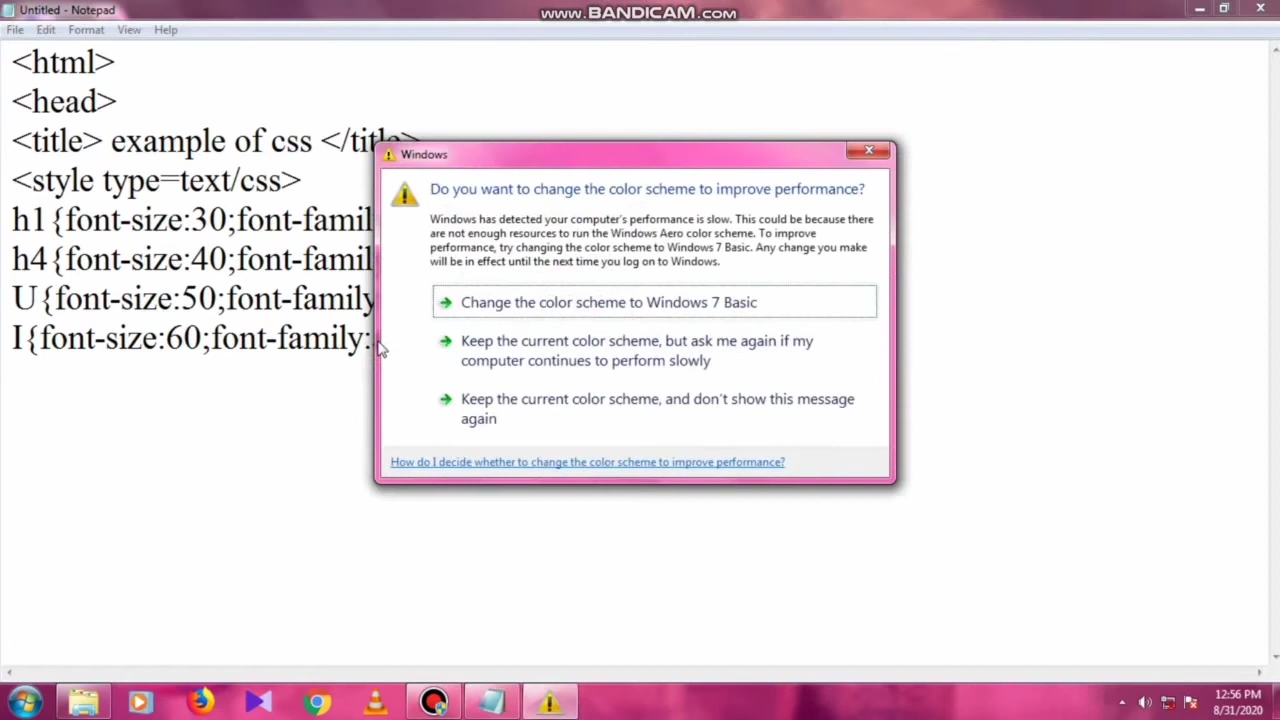 Untitled - Notepad
www.BANDICAM.com
File Edit Format View Help
<html>
<head>
<title> example of css </title>
<style type=text/css>
h1{font-size:30;font-famil
h4{font-size:40;font-famil
U{font-size:50;font-family
I{font-size:60;font-family:
Windows
Do you want to change the color scheme to improve performance?
Windows has detected your computer's performance is slow. This could be because there
are not enough resources to run the Windows Aero color scheme. To improve
performance, try changing the color scheme to Windows 7 Basic. Any change you make
will be in effect until the next time you log on to Windows.
Change the color scheme to Windows 7 Basic
Keep the current color scheme, but ask me again if my
computer continues to perform slowly
Keep the current color scheme, and don't show this message
again
How do I decide whether to change the color scheme to improve performance?
12:56 PM
8/31/2020